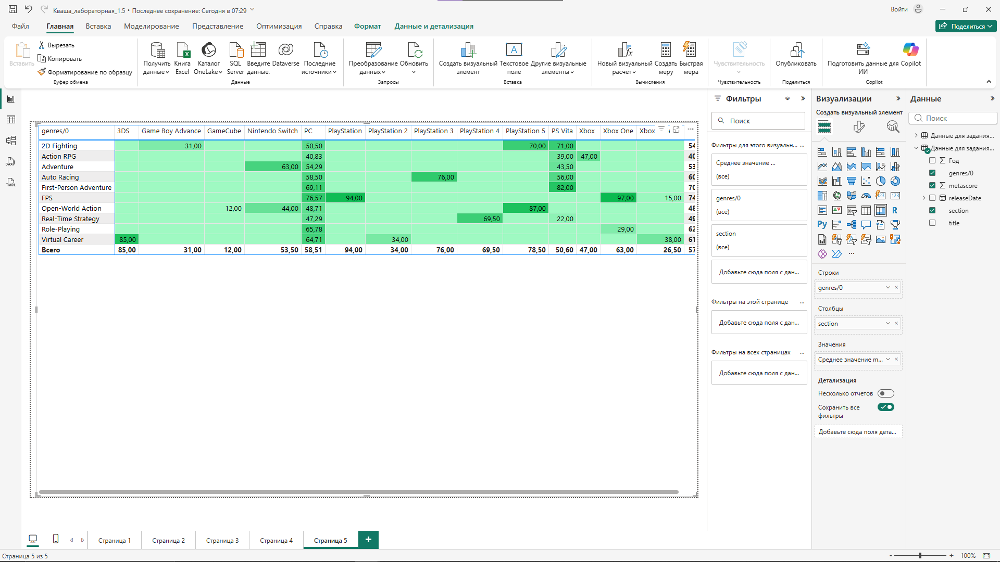 Кваша_лабораторная_1.5 • Последнее сохранение: Сегодня в 07:29
Войти
Файл Главная Вставка Моделирование Представление Оптимизация Справка Формат Данные и детализация
Поделиться
Вставить
Вырезать
Копировать
Форматирование по образцу
Буфер обмена
Получить данные
Книга Excel
Каталог OneLake
SQL Server
Введите данные.
Dataverse
Последние источники
Данные
Преобразование данных
Обновить
Запросы
Создать визуальный элемент
Текстовое поле
Другие визуальные элементы
Вставка
Новый визуальный расчет
Создать меру
Быстрая мера
Вычисления
Чувствительность
Чувствительность
Опубликовать
Поделиться
Подготовить данные для ИИ
Copilot
Copilot
genres/0 3DS Game Boy Advance GameCube Nintendo Switch PC PlayStation PlayStation 2 PlayStation 3 PlayStation 4 PlayStation 5 PS Vita Xbox Xbox One Xbox
2D Fighting 31,00 50,50 70,00 71,00 54
Action RPG 40,83 39,00 47,00 40
Adventure 63,00 54,29 43,50 53
Auto Racing 58,50 76,00 56,00 60
First-Person Adventure 69,11 82,00 70
FPS 76,57 94,00 97,00 15,00 74
Open-World Action 12,00 44,00 48,71 87,00 48
Real-Time Strategy 47,29 69,50 22,00 49
Role-Playing 65,78 29,00 62
Virtual Career 85,00 64,71 34,00 38,00 61
Всего 85,00 31,00 12,00 53,50 58,51 94,00 34,00 76,00 69,50 78,50 50,60 47,00 63,00 26,50 57
Фильтры
Поиск
Фильтры для этого визуальн... ...
Среднее значение ...
(все)
genres/0
(все)
section
(все)
Добавьте сюда поля с дан...
Фильтры на этой странице ...
Добавьте сюда поля с дан...
Фильтры на всех страницах ...
Добавьте сюда поля с дан...
Визуализации
Создать визуальный элемент
123
123
R
Py
...
Строки
genres/0
Столбцы
section
Значения
Среднее значение m...
Детализация
Несколько отчетов
Сохранить все фильтры
Добавьте сюда поля дета...
Данные
Поиск
Данные для задания...
Данные для задания...
Год
genres/0
metascore
releaseDate
section
title
DAX
TMDL
Страница 1 Страница 2 Страница 3 Страница 4 Страница 5 +
Страница 5 из 5
- + 100%